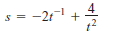 s = −2t⁻¹ + 4/t²